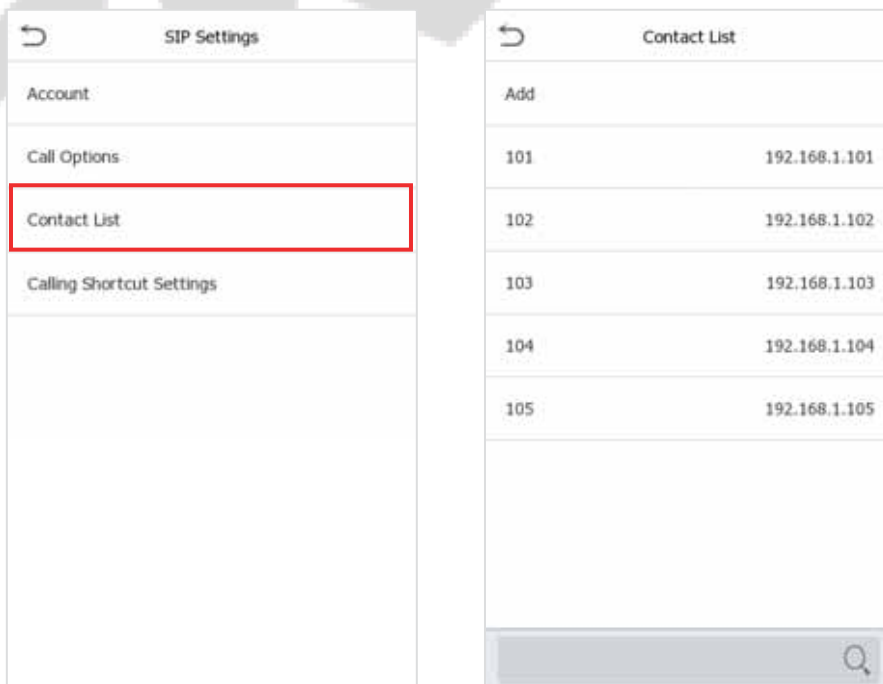 SIP Settings
Account
Call Options
Contact List
Calling Shortcut Settings
Contact List
Add
101 192.168.1.101
102 192.168.1.102
103 192.168.1.103
104 192.168.1.104
105 192.168.1.105